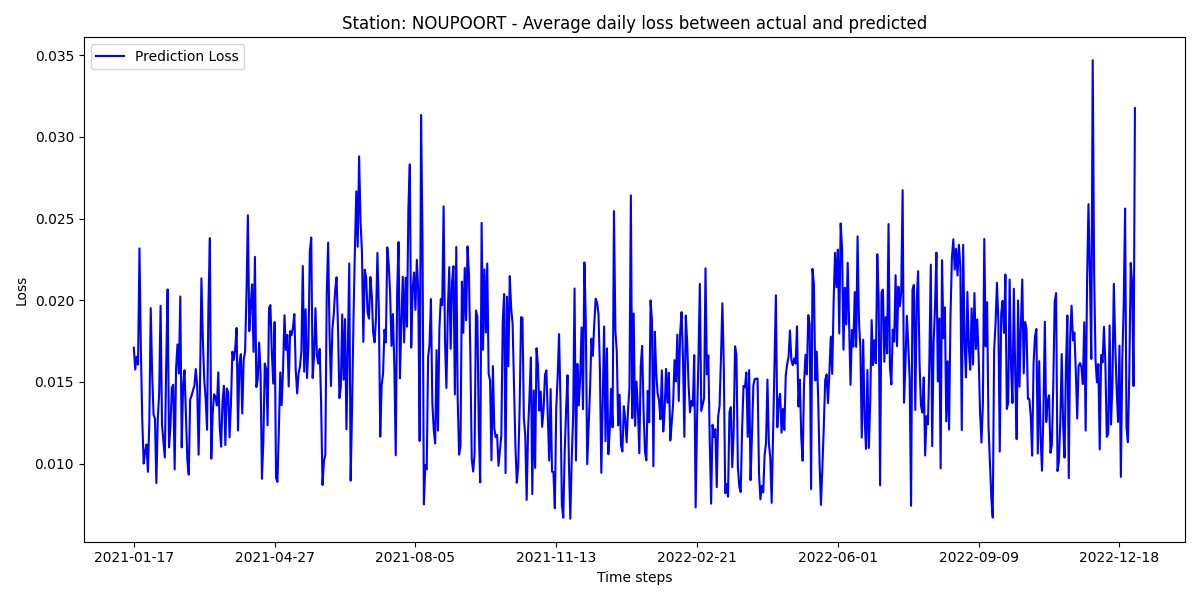 Station: NOUPOORT - Average daily loss between actual and predicted
Prediction Loss
0.035
0.030
0.025
0.020
0.015
0.010
Loss
2021-01-17 2021-04-27 2021-08-05 2021-11-13 2022-02-21 2022-06-01 2022-09-09 2022-12-18
Time steps